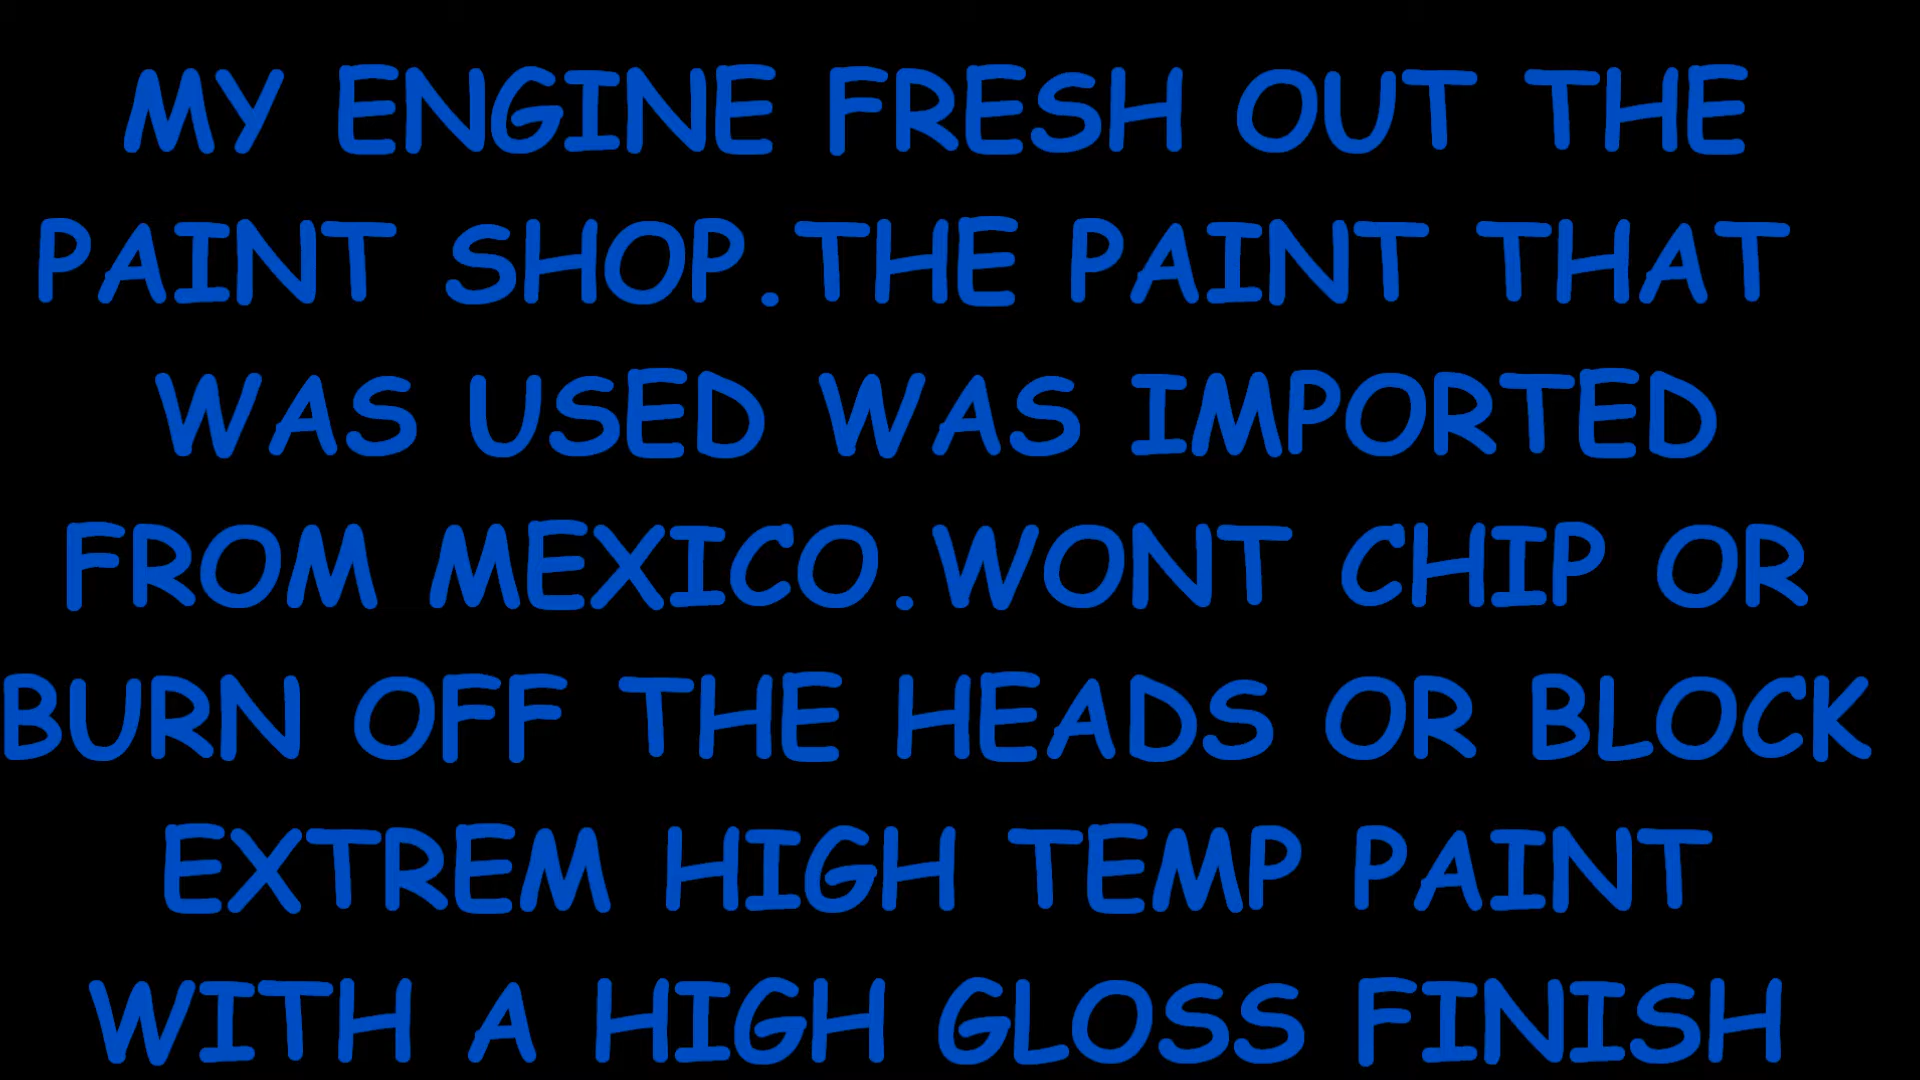 MY ENGINE FRESH OUT THE
PAINT SHOP.THE PAINT THAT
WAS USED WAS IMPORTED
FROM MEXICO.WONT CHIP OR
BURN OFF THE HEADS OR BLOCK
EXTREM HIGH TEMP PAINT
WITH A HIGH GLOSS FINISH